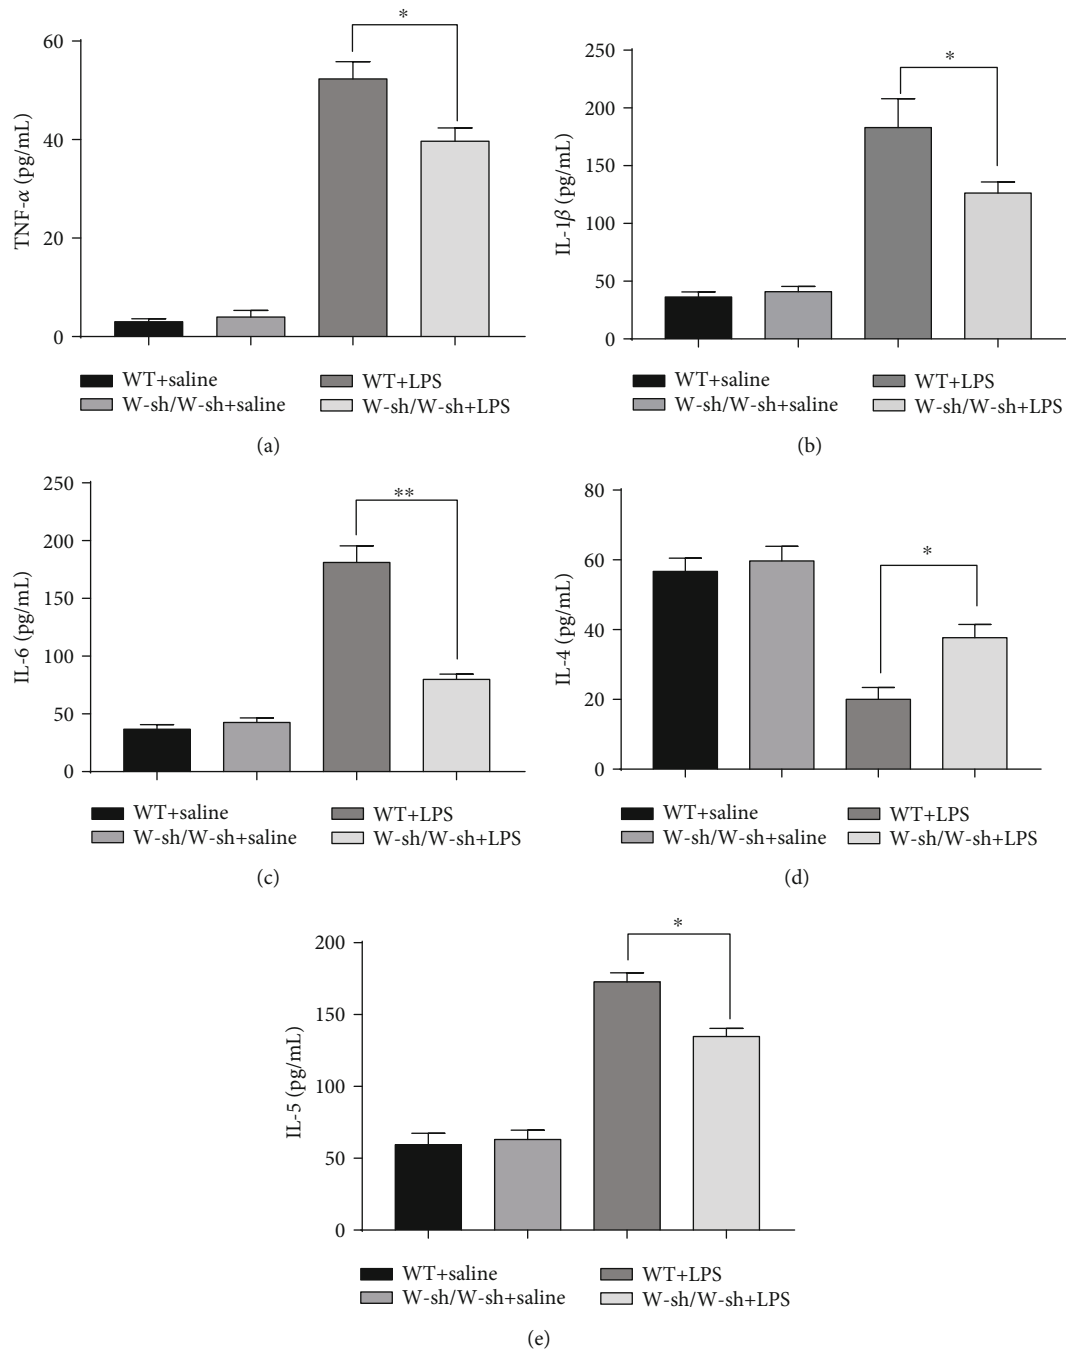 *
60
40
20
0
TNF-α (pg/mL)
WT+saline
WT+LPS
W-sh/W-sh+saline
W-sh/W-sh+LPS
(a)
*
250
200
150
100
50
0
IL-1β (pg/mL)
WT+saline
WT+LPS
W-sh/W-sh+saline
W-sh/W-sh+LPS
(b)
**
250
200
150
100
50
0
IL-6 (pg/mL)
WT+saline
WT+LPS
W-sh/W-sh+saline
W-sh/W-sh+LPS
(c)
*
80
60
40
20
0
IL-4 (pg/mL)
WT+saline
WT+LPS
W-sh/W-sh+saline
W-sh/W-sh+LPS
(d)
*
200
150
100
50
0
IL-5 (pg/mL)
WT+saline
WT+LPS
W-sh/W-sh+saline
W-sh/W-sh+LPS
(e)